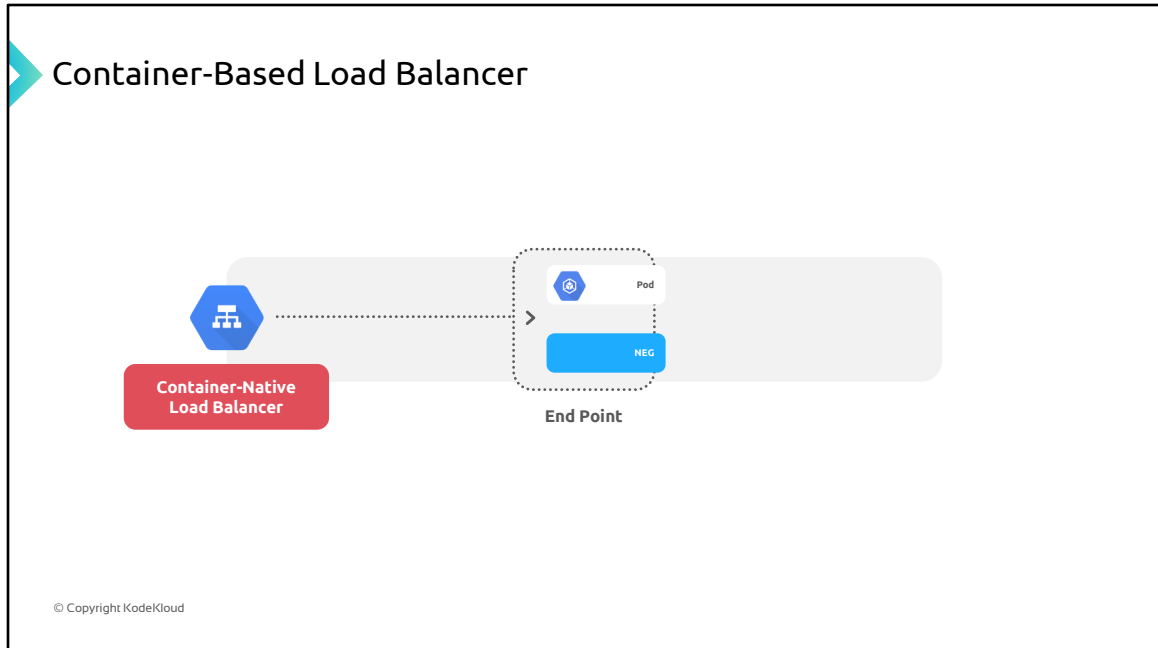 Container-Based Load Balancer
Pod
NEG
Container-Native
Load Balancer
End Point
© Copyright KodeKloud